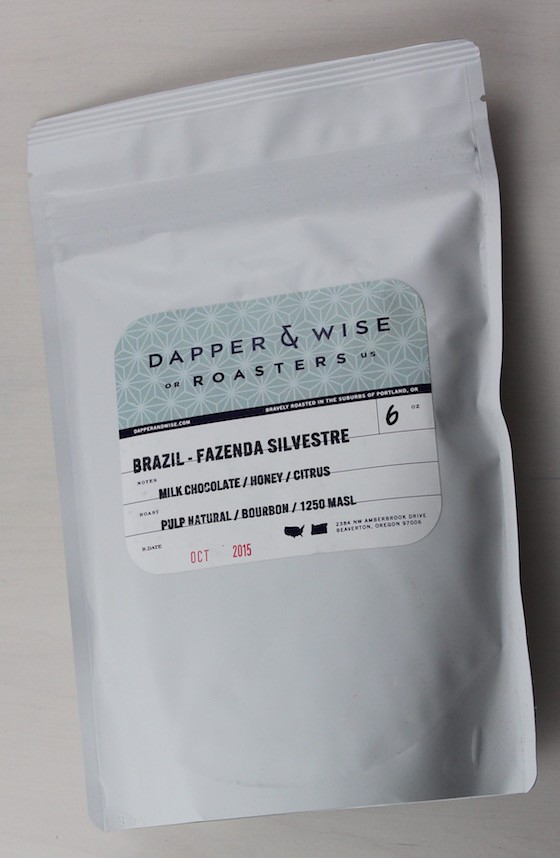 DAPPER & WISE
OR ROASTERS US
DAPPERANDWISE.COM
BRAVELY ROASTED IN THE SUBURBS OF PORTLAND, OR
6 OZ
BRAZIL - FAZENDA SILVESTRE
NOTES
MILK CHOCOLATE / HONEY / CITRUS
ROAST
PULP NATURAL / BOURBON / 1250 MASL
R.DATE
OCT 2015
2384 NW AMBERBROOK DRIVE
BEAVERTON, OREGON 97006